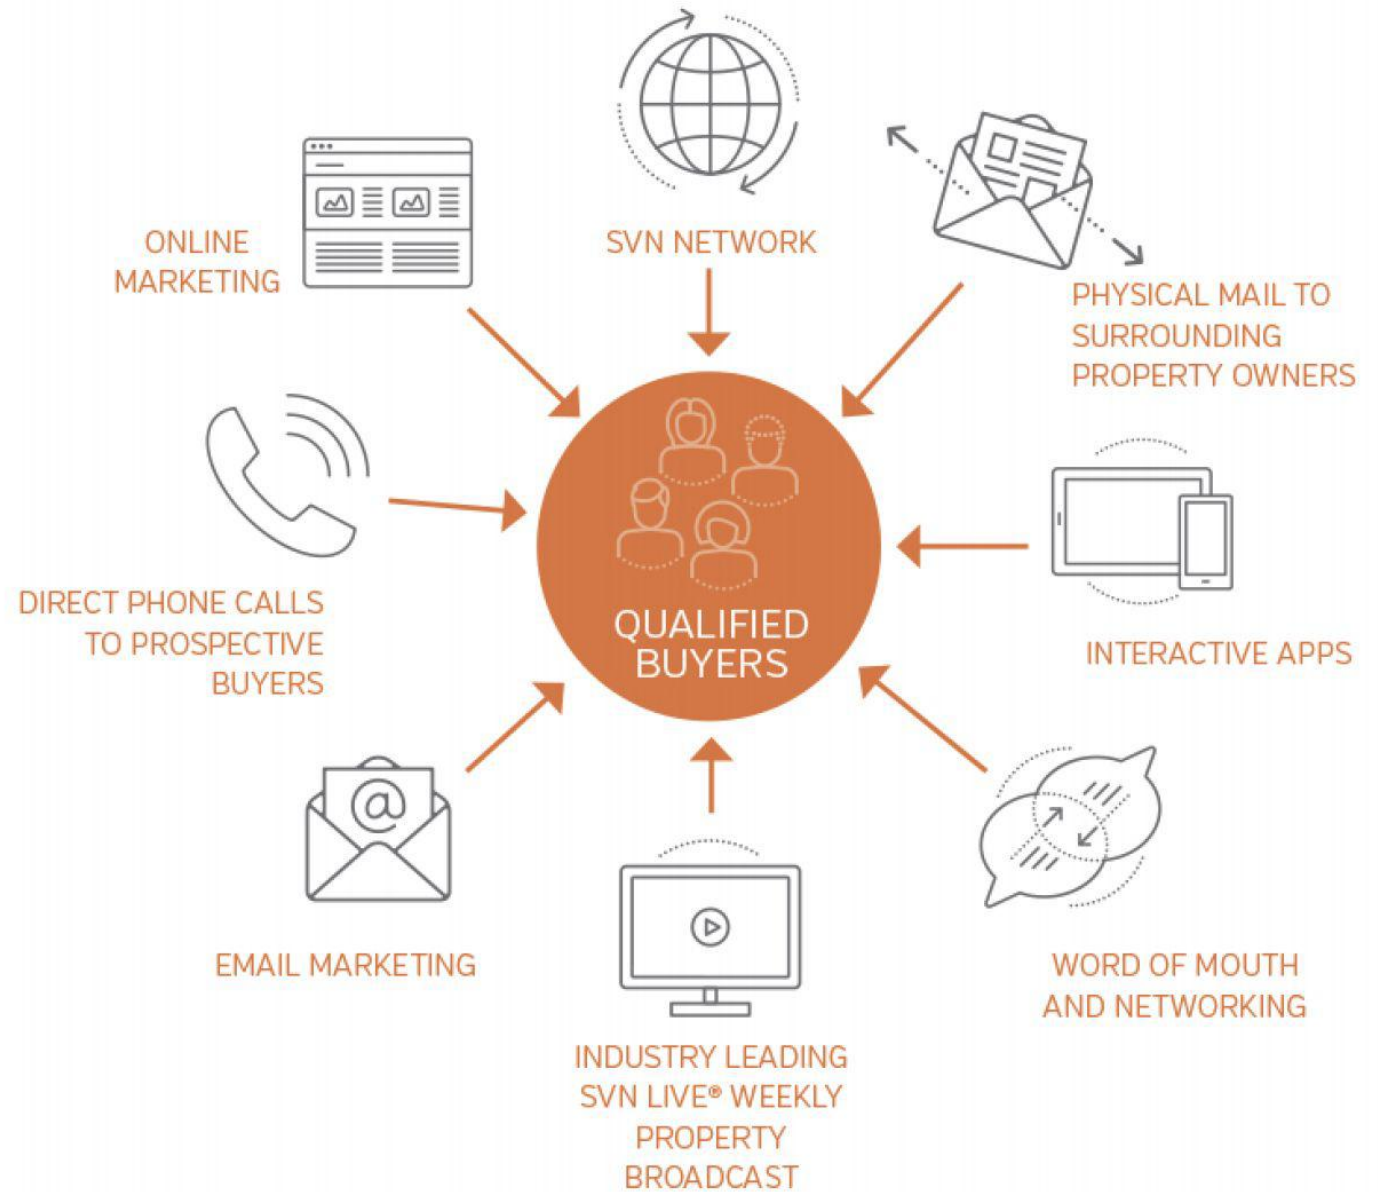 SVN NETWORK
ONLINE
MARKETING
PHYSICAL MAIL TO
SURROUNDING
PROPERTY OWNERS
DIRECT PHONE CALLS
TO PROSPECTIVE
BUYERS
QUALIFIED
BUYERS
INTERACTIVE APPS
@
EMAIL MARKETING
WORD OF MOUTH
AND NETWORKING
INDUSTRY LEADING
SVN LIVE® WEEKLY
PROPERTY
BROADCAST